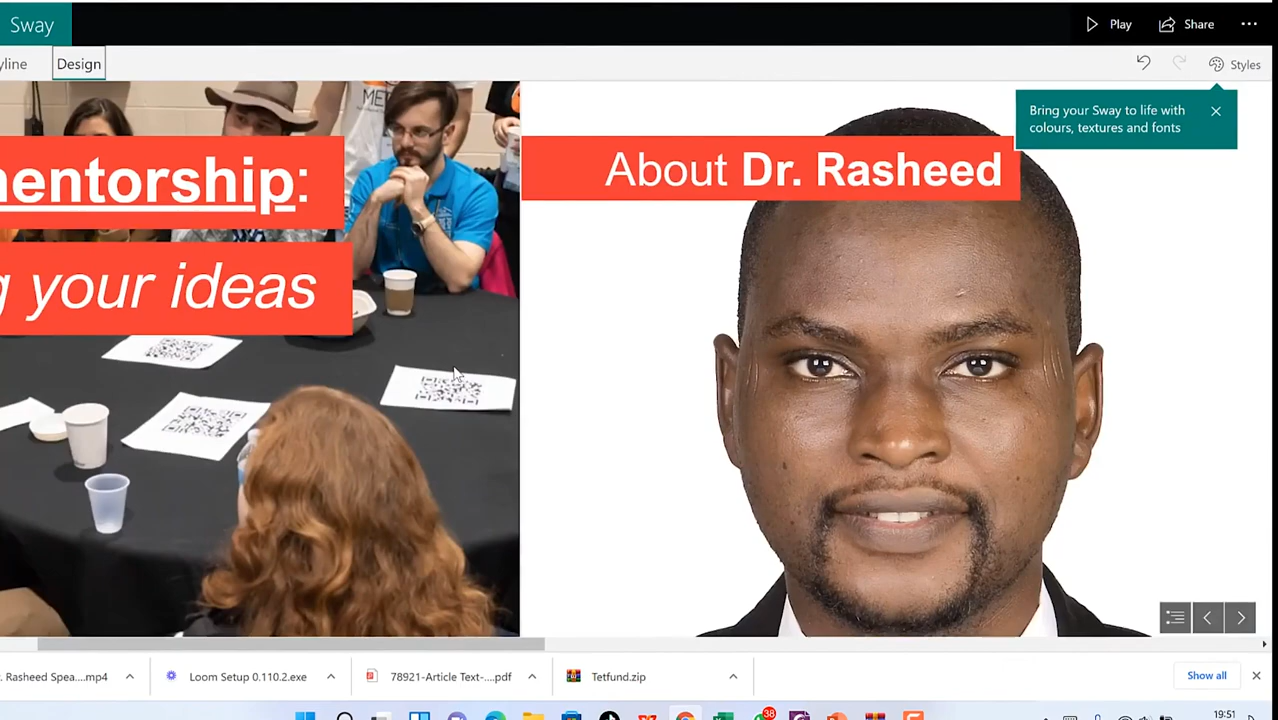 Sway
Play
Share
yline
Design
Styles
Bring your Sway to life with
colours, textures and fonts
mentorship:
g your ideas
MET
About Dr. Rasheed
. Rasheed Spea....mp4
Loom Setup 0.110.2.exe
78921-Article Text-....pdf
Tetfund.zip
Show all
38
19:51